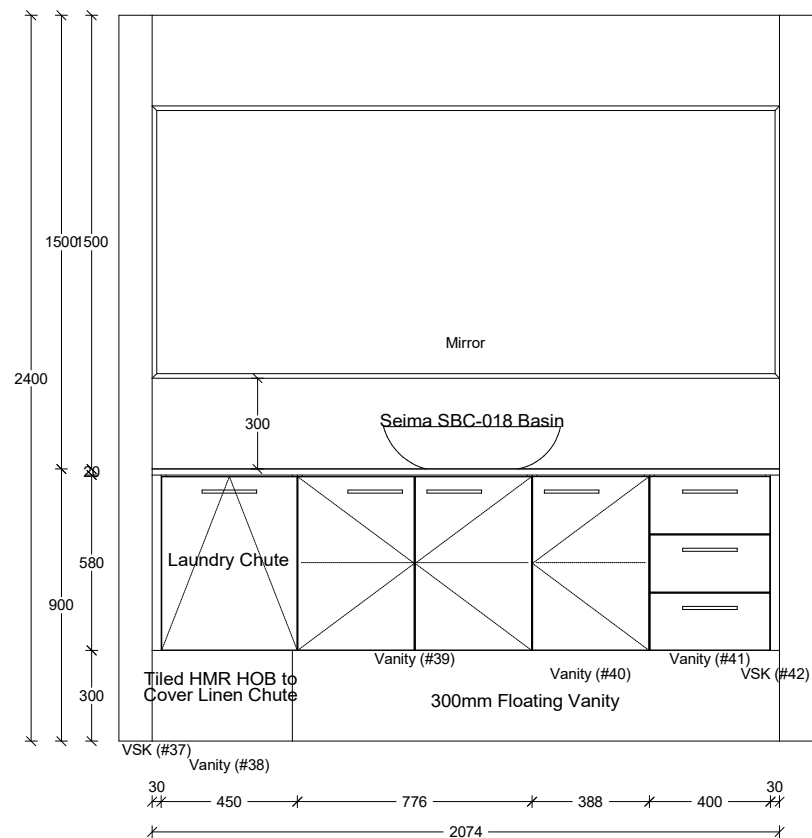 1500
1500
Mirror
2400
300
Seima SBC-018 Basin
20
Laundry Chute
580
900
Vanity (#39)
Vanity (#41)
Vanity (#40)
VSK (#42)
Tiled HMR HOB to
Cover Linen Chute
300
300mm Floating Vanity
VSK (#37)
Vanity (#38)
30
450
776
388
400
30
2074